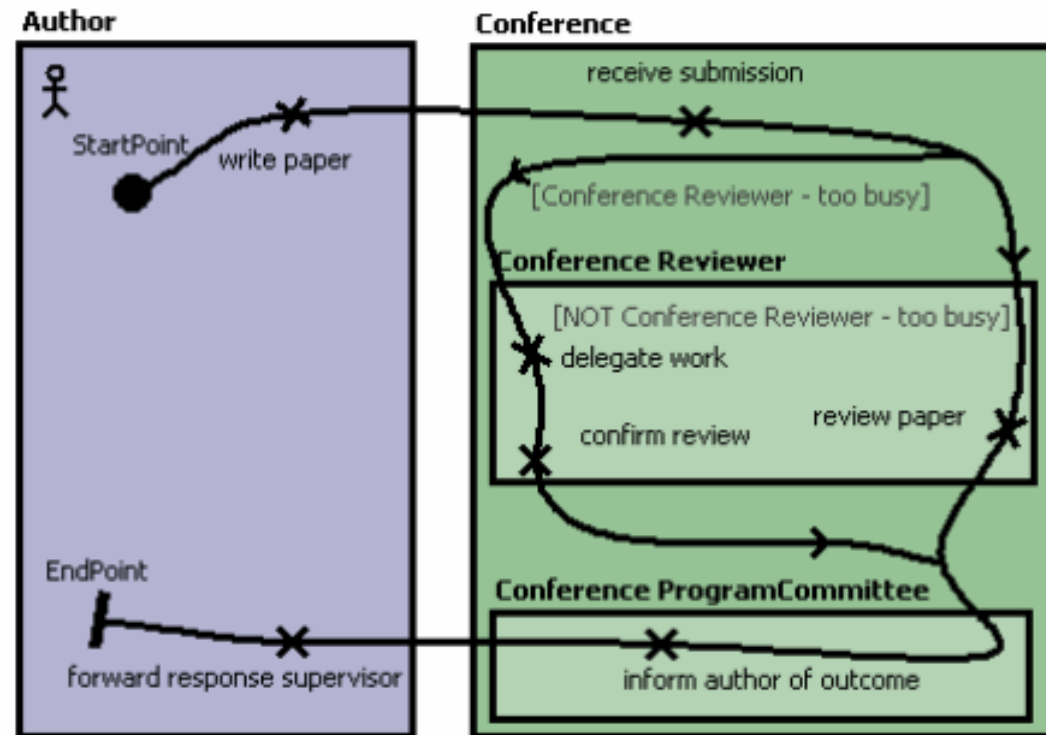 Author
Conference
receive submission
StartPoint
write paper
[Conference Reviewer - too busy]
Conference Reviewer
[NOT Conference Reviewer - too busy]
delegate work
review paper
confirm review
EndPoint
Conference ProgramCommittee
forward response supervisor
inform author of outcome